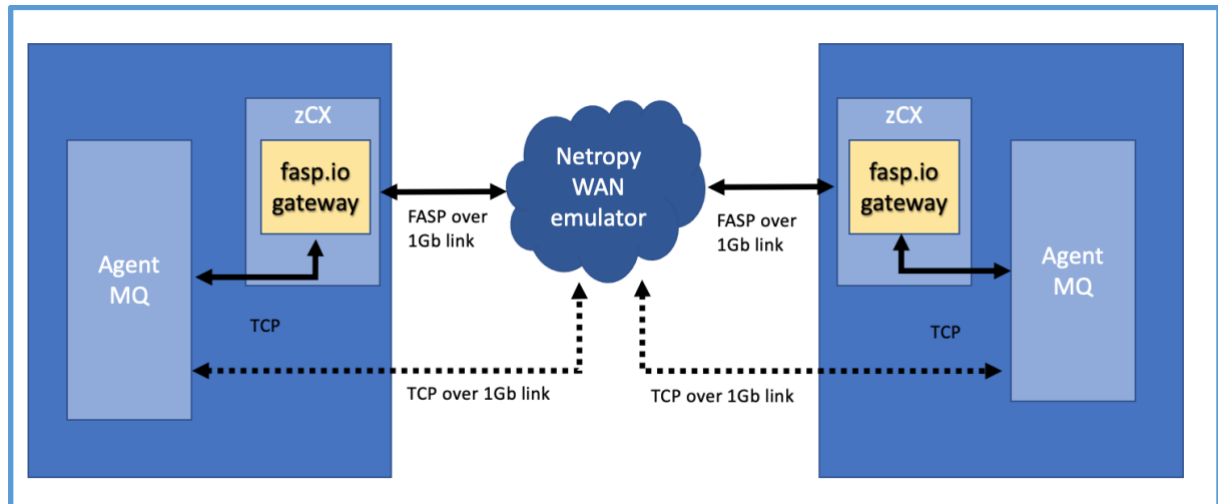 zCX
fasp.io
gateway
Agent
MQ
TCP
FASP over
1Gb link
TCP over 1Gb link
Netropy
WAN
emulator
FASP over
1Gb link
TCP over 1Gb link
zCX
fasp.io
gateway
Agent
MQ
TCP